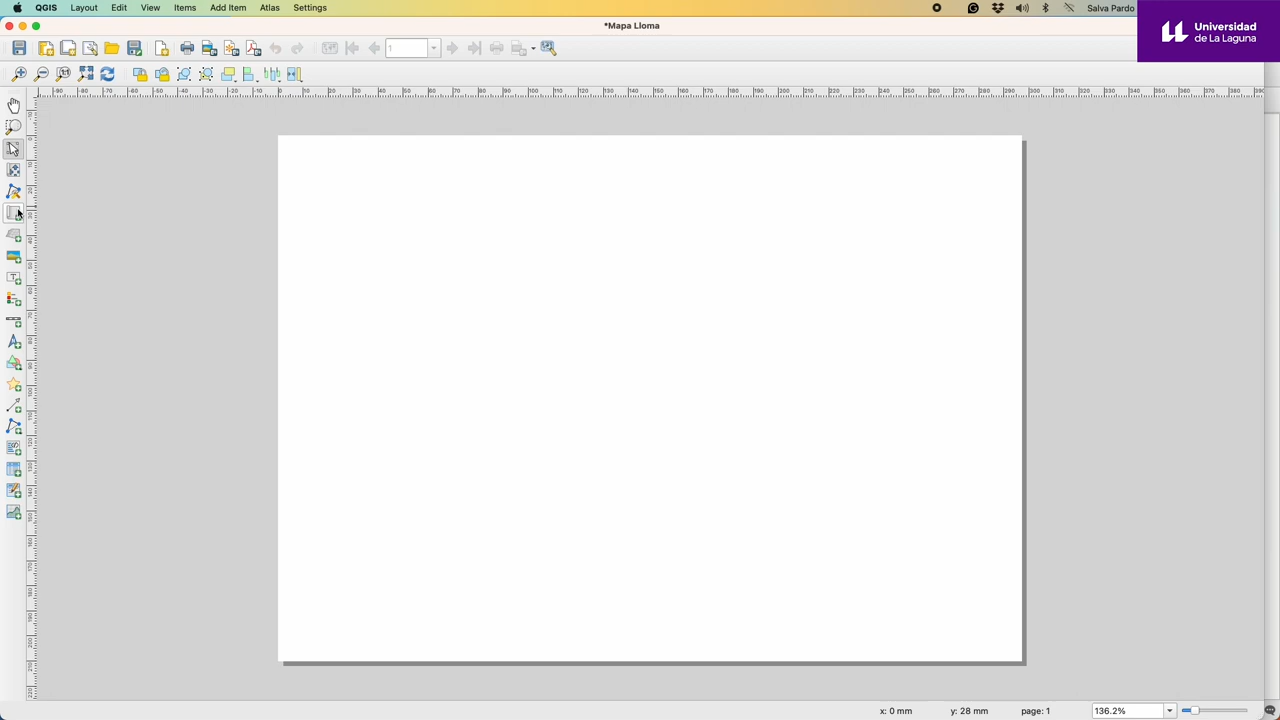 QGIS Layout Edit View Items Add Item Atlas Settings Salva Pardo
Universidad
de La Laguna
*Mapa Lloma
1
x: 0 mm y: 28 mm page: 1 136.2%